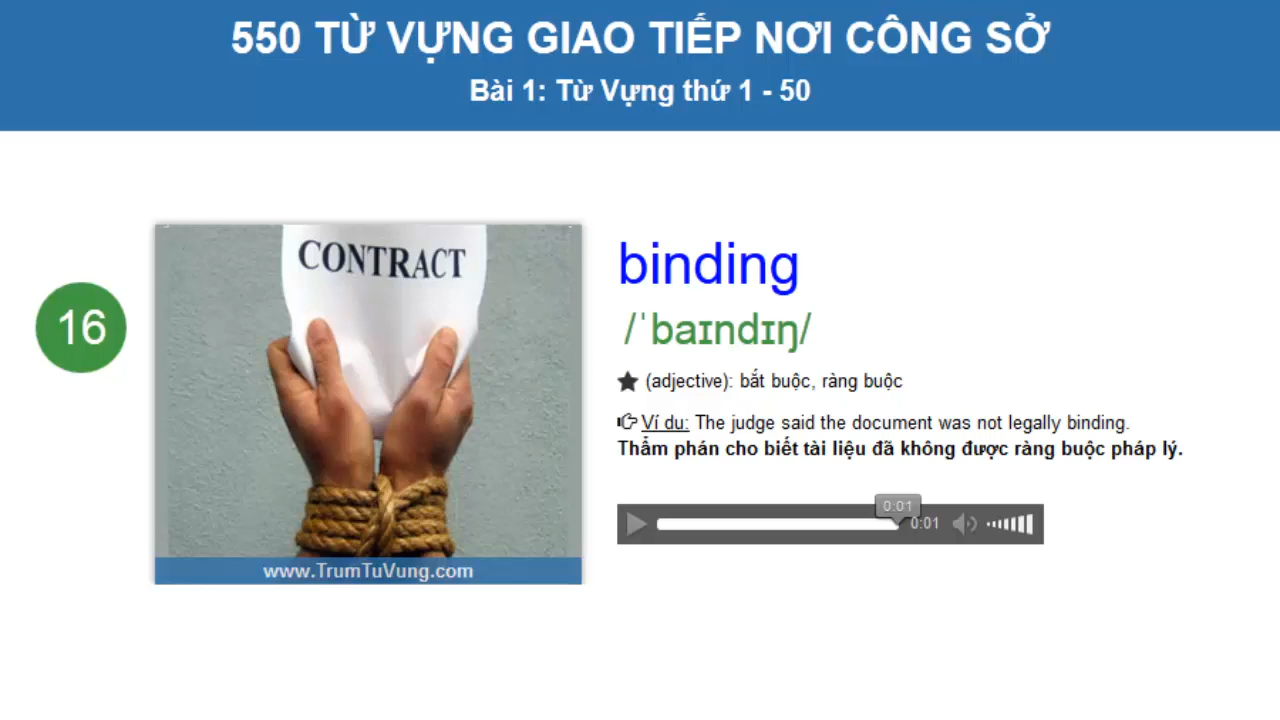 550 TỪ VỰNG GIAO TIẾP NƠI CÔNG SỞ
Bài 1: Từ Vựng thứ 1 - 50
16
CONTRACT
www.TrumTuVung.com
binding
/ˈbaɪndɪŋ/
(adjective): bắt buộc, ràng buộc
Ví du: The judge said the document was not legally binding.
Thẩm phán cho biết tài liệu đã không được ràng buộc pháp lý.
0:01
0:01